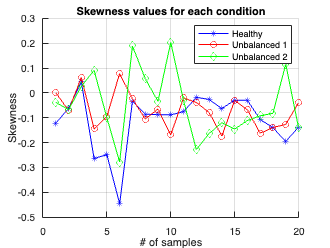 Skewness values for each condition
0.3
0.2
0.1
0
-0.1
-0.2
-0.3
-0.4
-0.5
Skewness
Healthy
Unbalanced 1
Unbalanced 2
0 5 10 15 20
# of samples